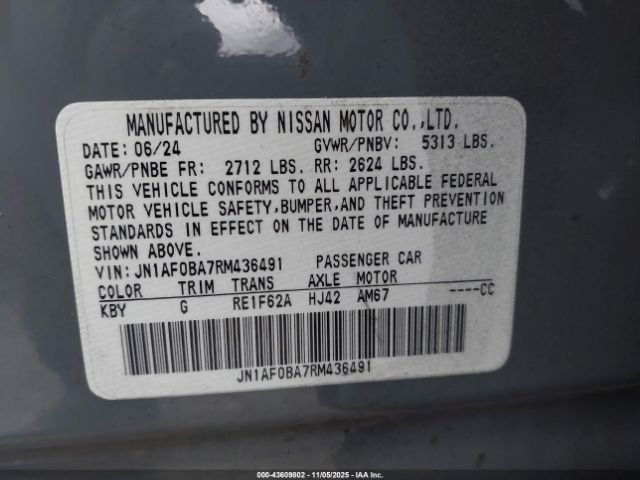 MANUFACTURED BY NISSAN MOTOR CO.,LTD.
DATE: 06/24 GVWR/PNBV: 5313 LBS.
GAWR/PNBE FR: 2712 LBS. RR: 2624 LBS.
THIS VEHICLE CONFORMS TO ALL APPLICABLE FEDERAL
MOTOR VEHICLE SAFETY,BUMPER,AND THEFT PREVENTION
STANDARDS IN EFFECT ON THE DATE OF MANUFACTURE
SHOWN ABOVE.
VIN: JN1AF0BA7RM436491 PASSENGER CAR
COLOR TRIM TRANS AXLE MOTOR
KBY G RE1F62A HJ42 AM67 ----CC
JN1AF0BA7RM436491
000-43609802 - 11/05/2025 - IAAI Inc.